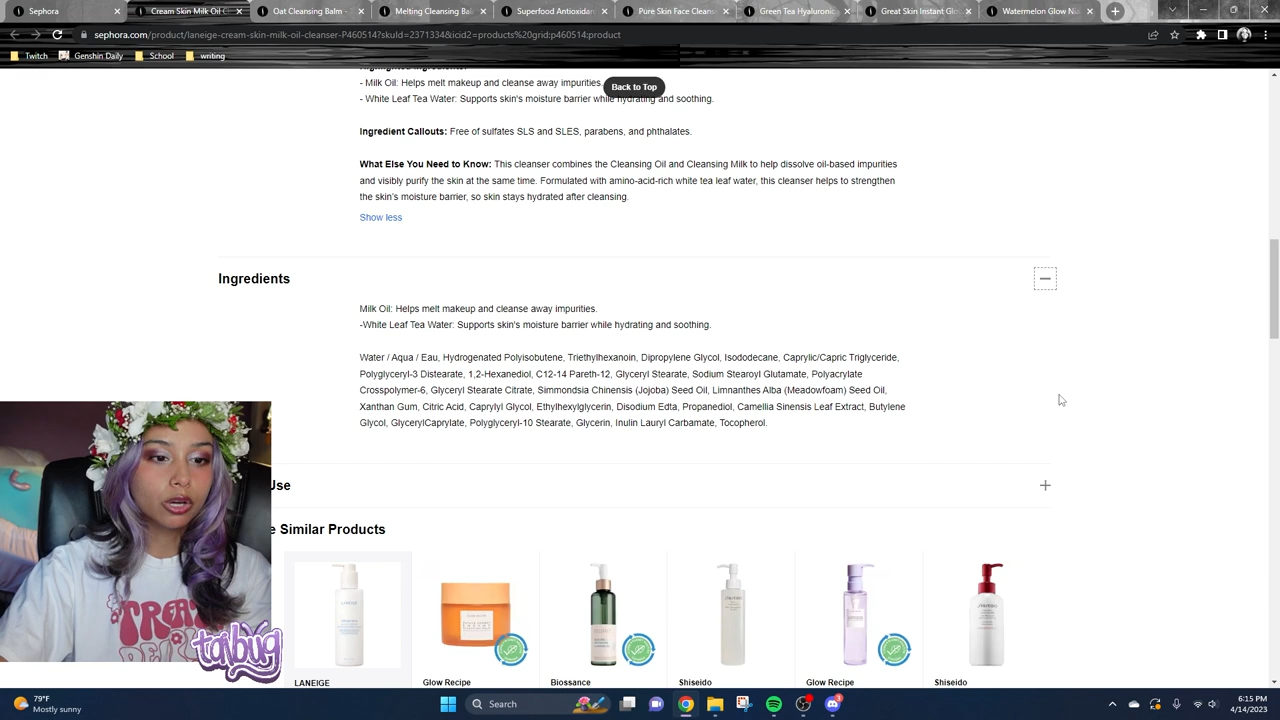 Sephora
Cream Skin Milk Oil C
Oat Cleansing Balm -
Melting Cleansing Bal
Superfood Antioxidan
Pure Skin Face Cleans
Green Tea Hyaluronic
Great Skin Instant Glow
Watermelon Glow Ni
sephora.com/product/laneige-cream-skin-milk-oil-cleanser-P460514?skuId=2371334&icid2=products%20grid:p460514:product
Twitch
Genshin Daily
School
writing
- Milk Oil: Helps melt makeup and cleanse away impurities.
Back to Top
- White Leaf Tea Water: Supports skin's moisture barrier while hydrating and soothing.
Ingredient Callouts: Free of sulfates SLS and SLES, parabens, and phthalates.
What Else You Need to Know: This cleanser combines the Cleansing Oil and Cleansing Milk to help dissolve oil-based impurities
and visibly purify the skin at the same time. Formulated with amino-acid-rich white tea leaf water, this cleanser helps to strengthen
the skin's moisture barrier, so skin stays hydrated after cleansing.
Show less
Ingredients
Milk Oil: Helps melt makeup and cleanse away impurities.
-White Leaf Tea Water: Supports skin's moisture barrier while hydrating and soothing.
Water / Aqua / Eau, Hydrogenated Polyisobutene, Triethylhexanoin, Dipropylene Glycol, Isododecane, Caprylic/Capric Triglyceride,
Polyglyceryl-3 Distearate, 1,2-Hexanediol, C12-14 Pareth-12, Glyceryl Stearate, Sodium Stearoyl Glutamate, Polyacrylate
Crosspolymer-6, Glyceryl Stearate Citrate, Simmondsia Chinensis (Jojoba) Seed Oil, Limnanthes Alba (Meadowfoam) Seed Oil,
Xanthan Gum, Citric Acid, Caprylyl Glycol, Ethylhexylglycerin, Disodium Edta, Propanediol, Camellia Sinensis Leaf Extract, Butylene
Glycol, GlycerylCaprylate, Polyglyceryl-10 Stearate, Glycerin, Inulin Lauryl Carbamate, Tocopherol.
Use
e Similar Products
LANEIGE
Glow Recipe
Biossance
Shiseido
Glow Recipe
Shiseido
TREAT
taibug
79°F
Mostly sunny
Search
6:15 PM
4/14/2023